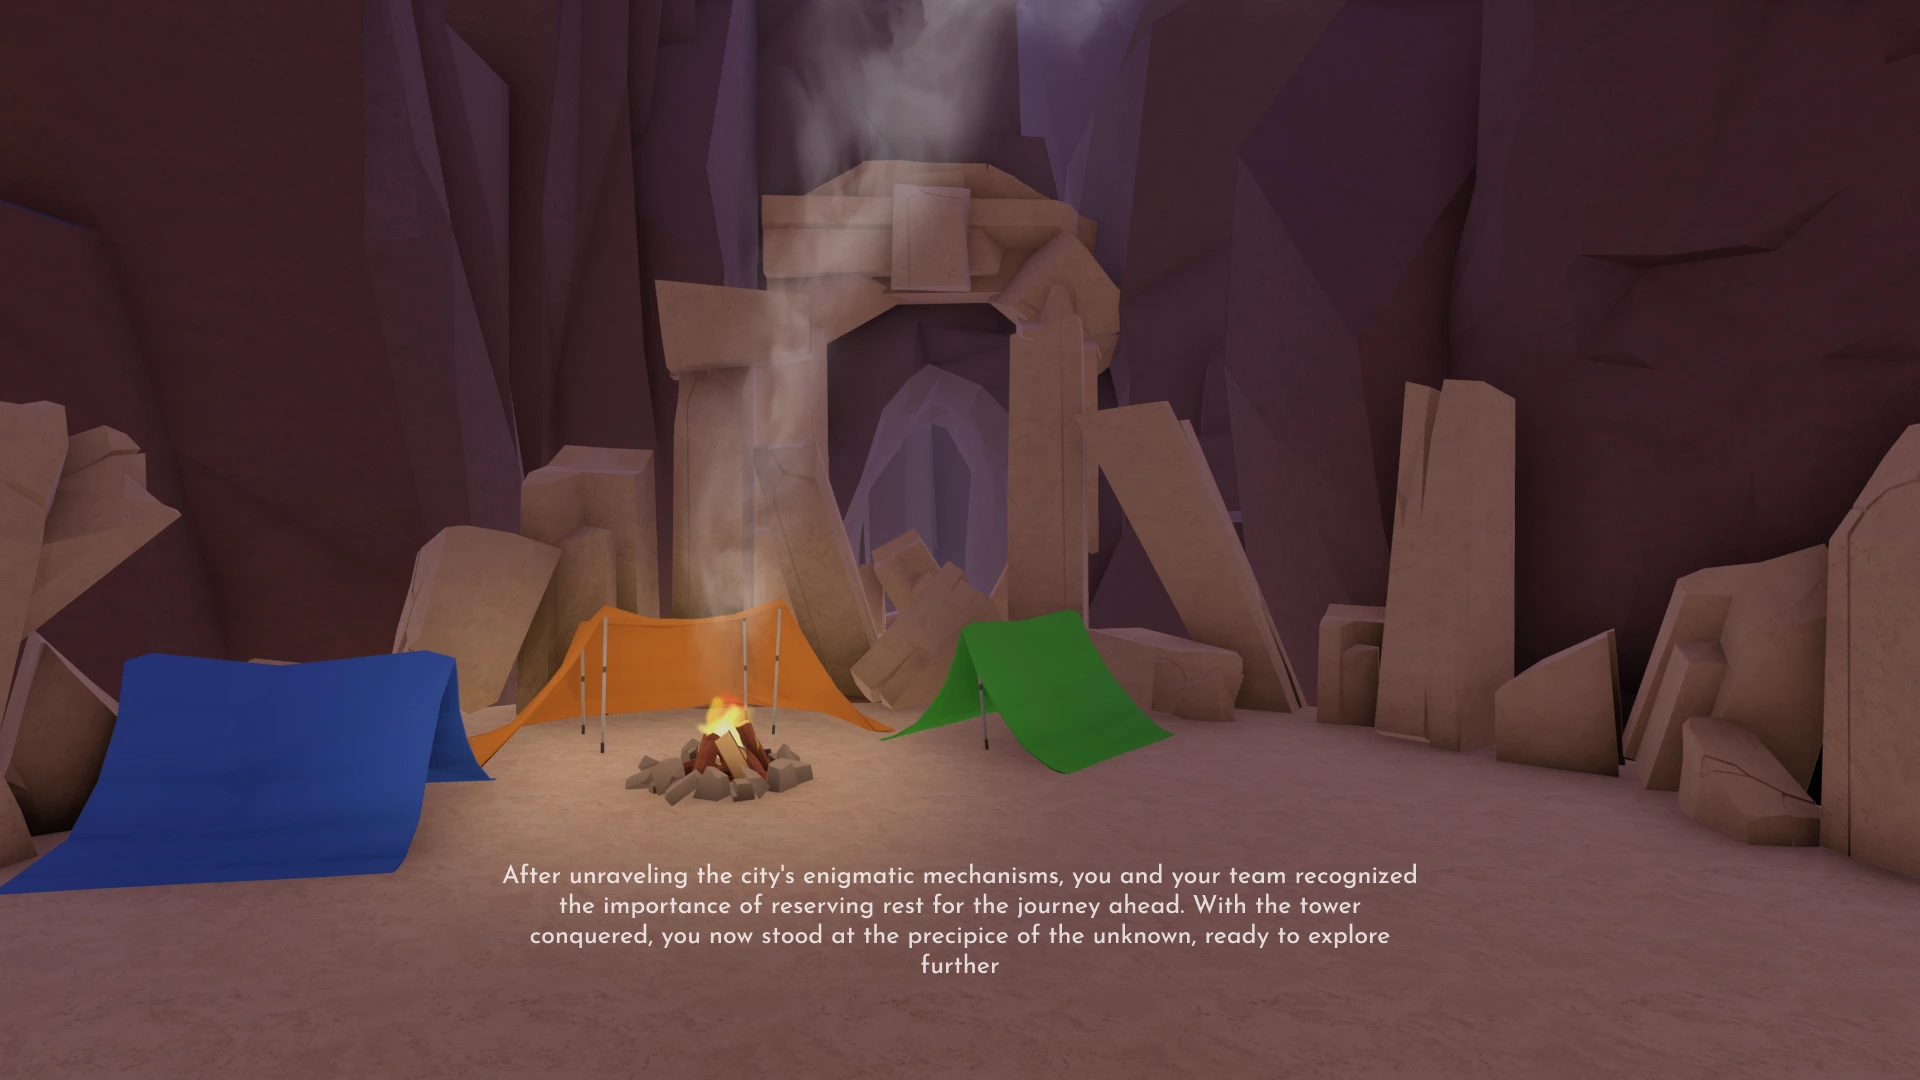 After unraveling the city's enigmatic mechanisms, you and your team recognized
the importance of reserving rest for the journey ahead. With the tower
conquered, you now stood at the precipice of the unknown, ready to explore
further